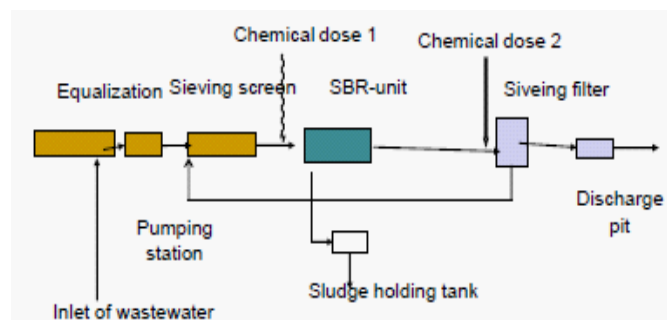 Chemical dose 1
Chemical dose 2
Equalization
Sieving screen
SBR-unit
Siveing filter
Discharge
pit
Pumping
station
Sludge holding tank
Inlet of wastewater